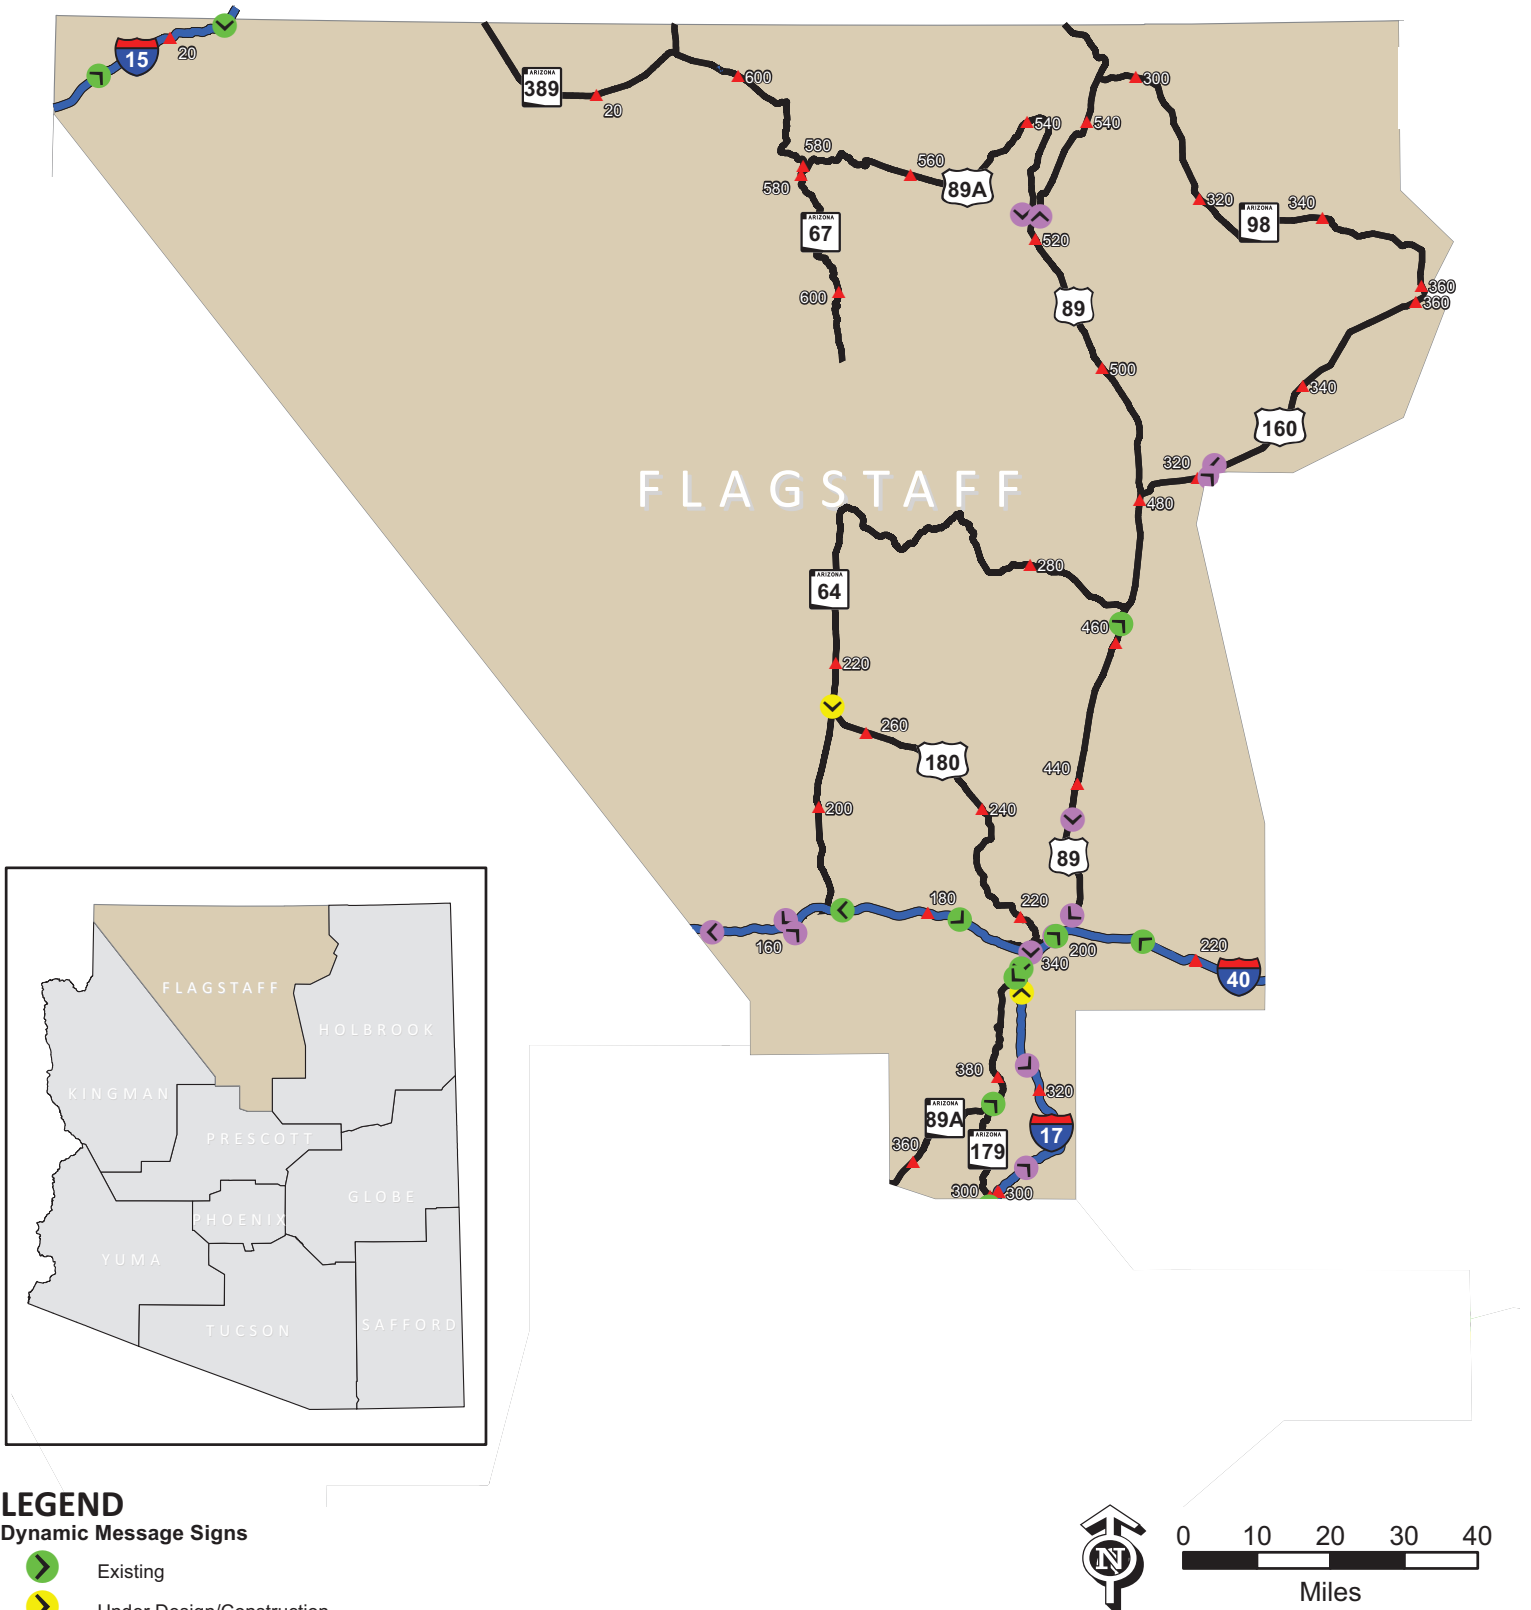 15
20
ARIZONA
389
20
600
580
580
560
89A
540
540
300
ARIZONA
67
600
320
ARIZONA
98
340
520
89
360
360
500
340
160
320
480
FLAGSTAFF
280
ARIZONA
64
460
220
260
180
440
200
240
89
180
220
160
200
340
220
40
380
320
ARIZONA
89A
17
ARIZONA
179
360
300
300
FLAGSTAFF
HOLBROOK
KINGMAN
PRESCOTT
GLOBE
PHOENIX
YUMA
TUCSON
SAFFORD
LEGEND
Dynamic Message Signs
Existing
Under Design/Construction
N
0 10 20 30 40
Miles